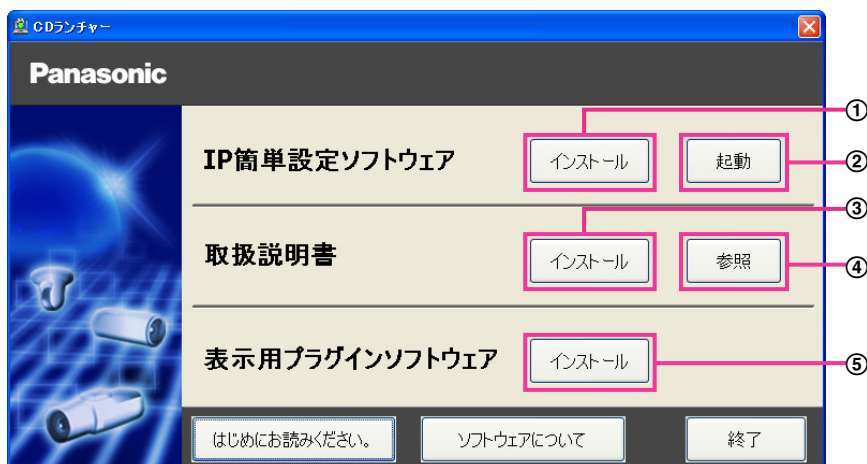 CDランチャー
Panasonic
①
IP簡単設定ソフトウェア インストール 起動 ②
③
取扱説明書 インストール 参照 ④
表示用プラグインソフトウェア インストール ⑤
はじめにお読みください。 ソフトウェアについて 終了